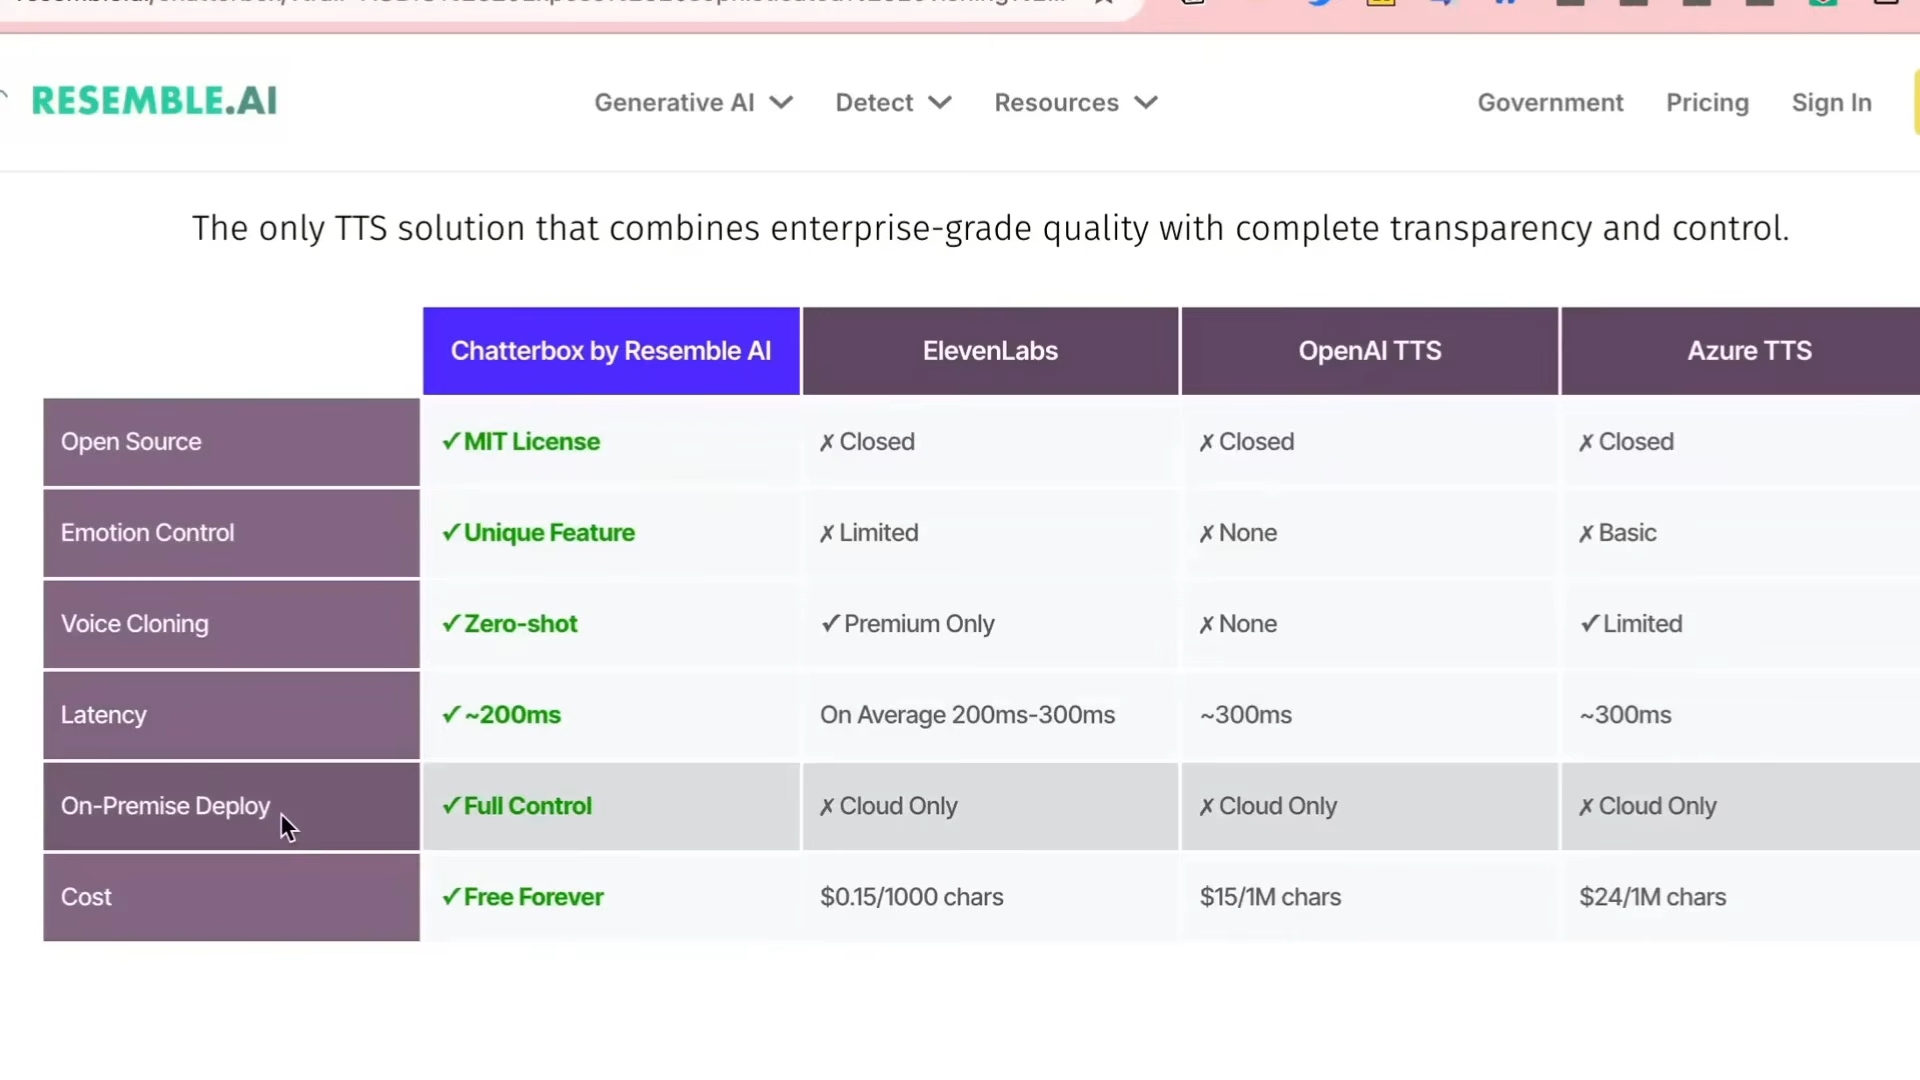 RESEMBLE.AI
Generative AI
Detect
Resources
Government
Pricing
Sign In
The only TTS solution that combines enterprise-grade quality with complete transparency and control.
Chatterbox by Resemble AI
ElevenLabs
OpenAI TTS
Azure TTS
Open Source
✓ MIT License
✗ Closed
✗ Closed
✗ Closed
Emotion Control
✓ Unique Feature
✗ Limited
✗ None
✗ Basic
Voice Cloning
✓ Zero-shot
✓ Premium Only
✗ None
✓ Limited
Latency
✓ ~200ms
On Average 200ms-300ms
~300ms
~300ms
On-Premise Deploy
✓ Full Control
✗ Cloud Only
✗ Cloud Only
✗ Cloud Only
Cost
✓ Free Forever
$0.15/1000 chars
$15/1M chars
$24/1M chars